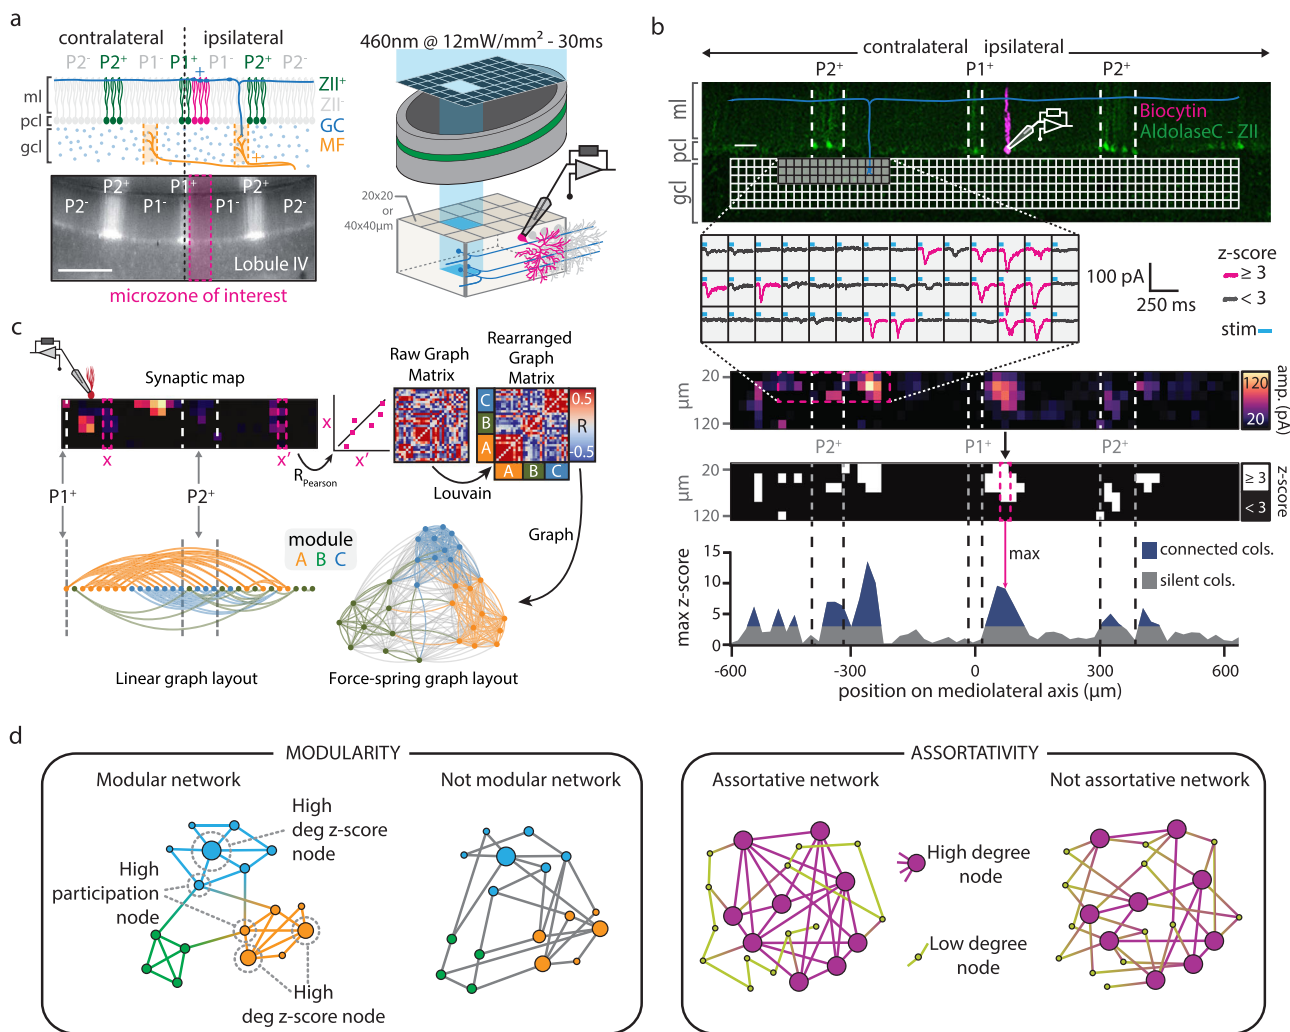 a
contralateral ipsilateral
P2⁻ P2⁺ P1⁻ P1⁺ P1⁻ P2⁺ P2⁻
+
ml
pcl
gcl
ZII⁺
ZII⁻
GC
MF
+
P2⁺ P1⁺ P2⁺
P2⁻ P1⁻ P1⁻ P2⁻
Lobule IV
microzone of interest
460nm @ 12mW/mm² - 30ms
20x20
or
40x40µm
b
contralateral ipsilateral
P2⁺ P1⁺ P2⁺
ml
pcl
gcl
Biocytin
AldolaseC - ZII
100 pA
250 ms
z-score
≥ 3
< 3
stim
µm
20
120
120
20
amp. (pA)
P2⁺ P1⁺ P2⁺
µm
20
120
≥ 3
< 3
z-score
max
connected cols.
silent cols.
max z-score
15
10
5
0
-600 -300 0 300 600
position on mediolateral axis (µm)
c
Synaptic map
x x'
x
x'
R Pearson
Raw Graph
Matrix
Louvain
Rearranged
Graph
Matrix
C
B
A
A B C
0.5
R
-0.5
Graph
P1⁺ P2⁺
module
A B C
Linear graph layout
Force-spring graph layout
d
MODULARITY
Modular network
Not modular network
High
deg z-score
node
High
participation
node
High
deg z-score node
ASSORTATIVITY
Assortative network
Not assortative network
High degree
node
Low degree
node